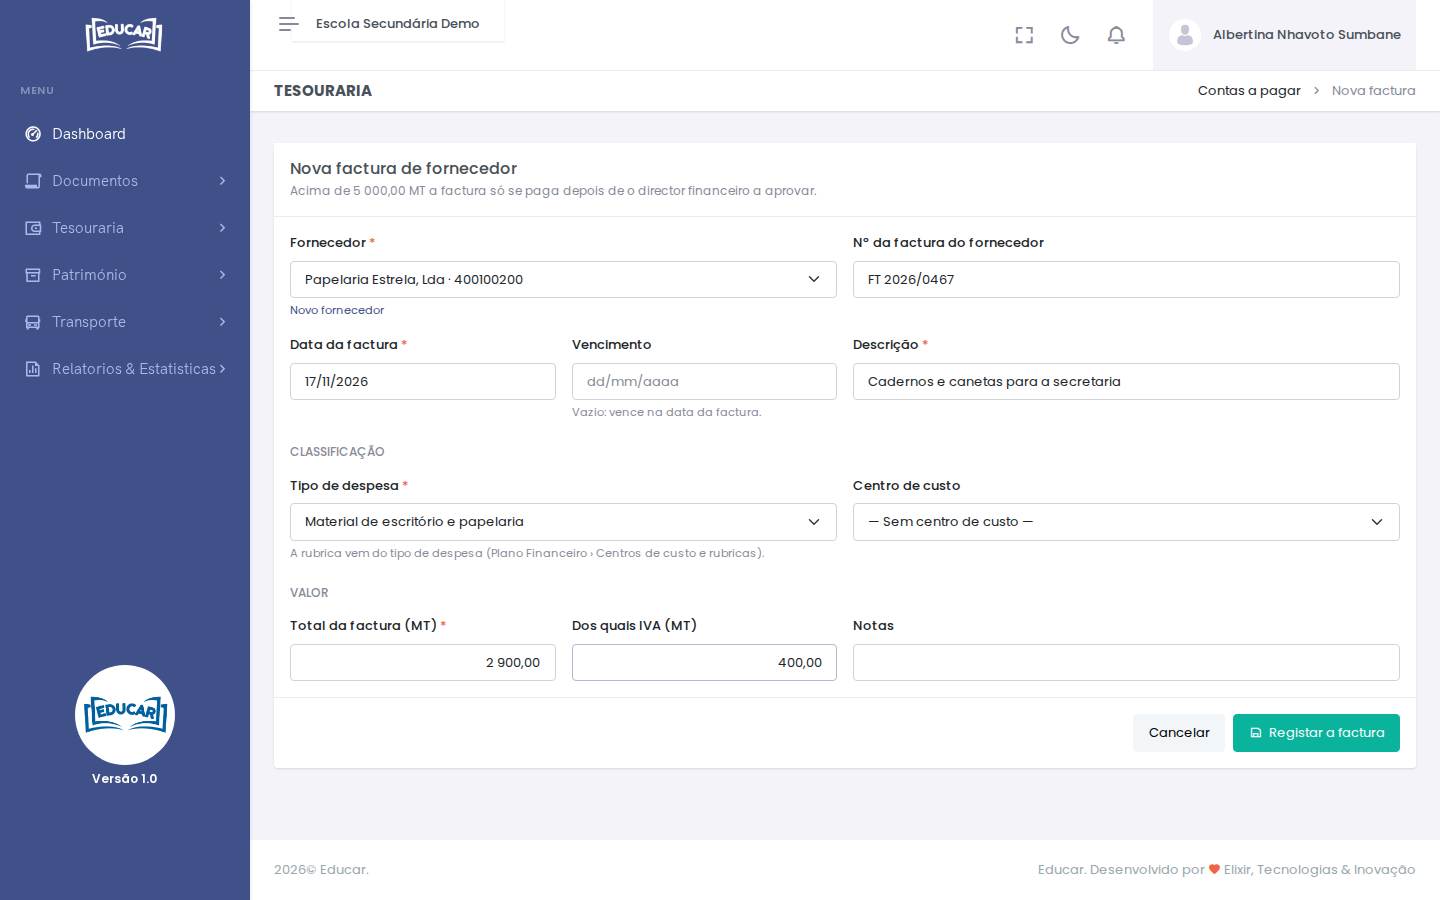 EDUCAR
Escola Secundária Demo
Albertina Nhavoto Sumbane
MENU
Dashboard
Documentos
Tesouraria
Património
Transporte
Relatorios & Estatisticas
EDUCAR
Versão 1.0
TESOURARIA
Contas a pagar > Nova factura
Nova factura de fornecedor
Acima de 5 000,00 MT a factura só se paga depois de o director financeiro a aprovar.
Fornecedor *
Nº da factura do fornecedor
Papelaria Estrela, Lda · 400100200
FT 2026/0467
Novo fornecedor
Data da factura *
Vencimento
Descrição *
17/11/2026
dd/mm/aaaa
Cadernos e canetas para a secretaria
Vazio: vence na data da factura.
CLASSIFICAÇÃO
Tipo de despesa *
Centro de custo
Material de escritório e papelaria
— Sem centro de custo —
A rubrica vem do tipo de despesa (Plano Financeiro › Centros de custo e rubricas).
VALOR
Total da factura (MT) *
Dos quais IVA (MT)
Notas
2 900,00
400,00
Cancelar
Registar a factura
2026© Educar.
Educar. Desenvolvido por ❤ Elixir, Tecnologias & Inovação